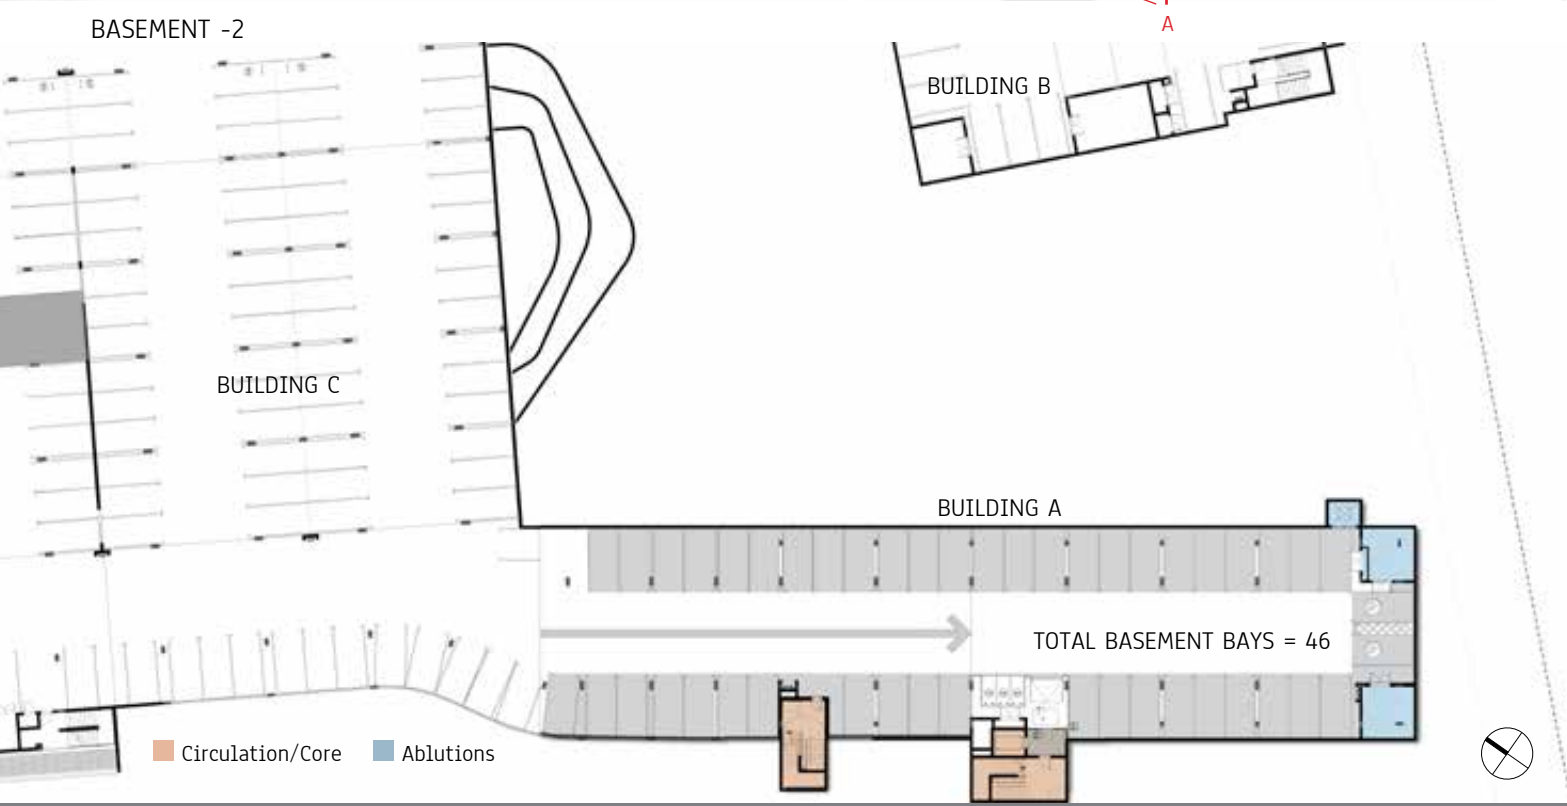 A
BASEMENT -2
BUILDING B
BUILDING C
BUILDING A
TOTAL BASEMENT BAYS = 46
Circulation/Core
Ablutions